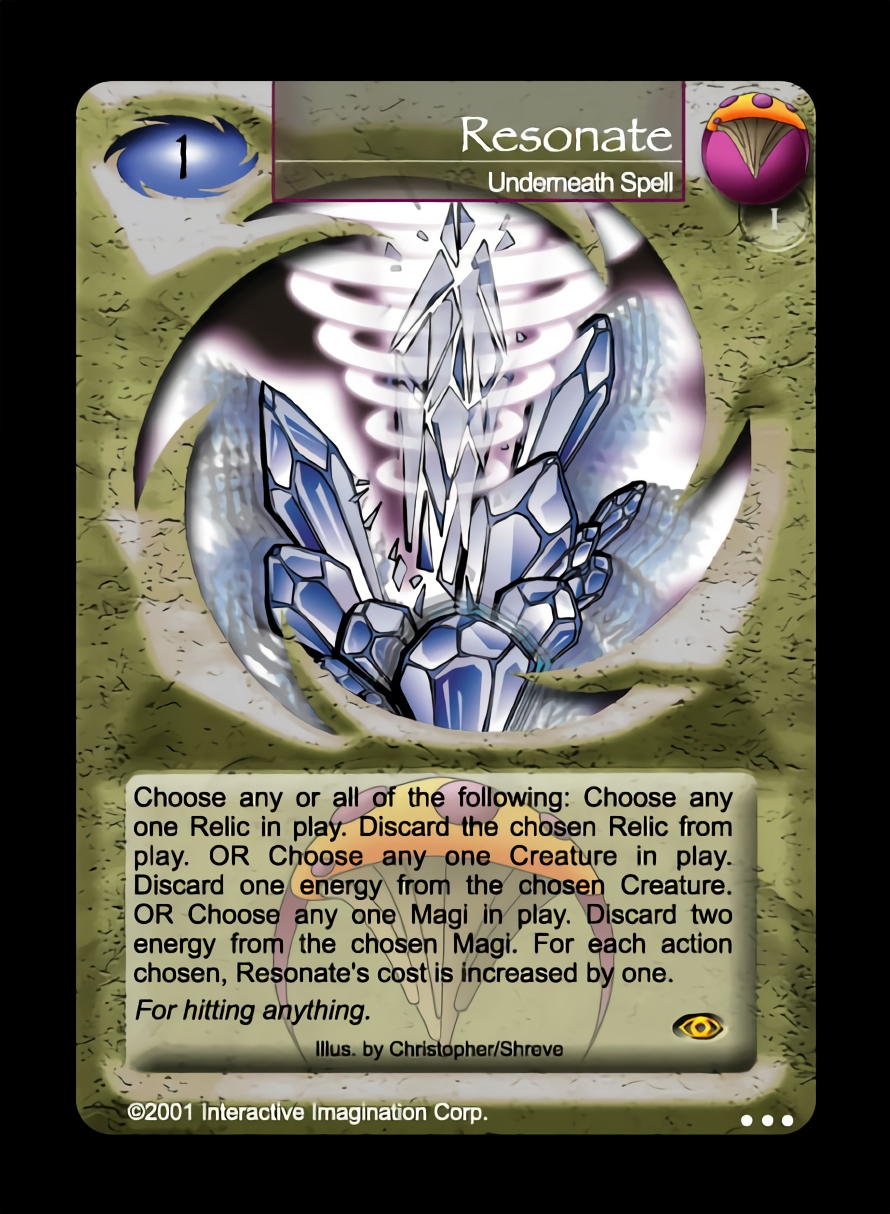 1
Resonate
Underneath Spell
I
Choose any or all of the following: Choose any
one Relic in play. Discard the chosen Relic from
play. OR Choose any one Creature in play.
Discard one energy from the chosen Creature.
OR Choose any one Magi in play. Discard two
energy from the chosen Magi. For each action
chosen, Resonate's cost is increased by one.
For hitting anything.
Illus. by Christopher/Shreve
©2001 Interactive Imagination Corp.